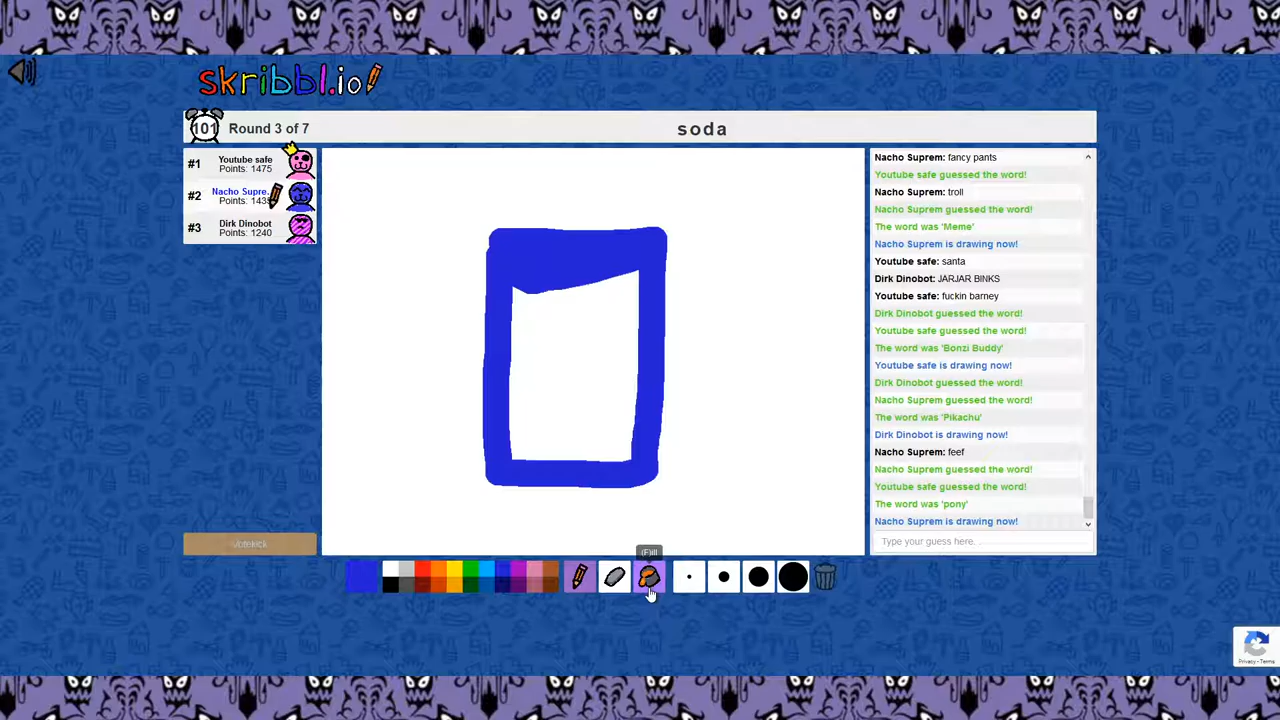 skribbl.io
101
Round 3 of 7
soda
#1
Youtube safe
Points: 1475
#2
Nacho Supre...
Points: 1435
#3
Dirk Dinobot
Points: 1240
Votekick
Nacho Suprem: fancy pants
Youtube safe guessed the word!
Nacho Suprem: troll
Nacho Suprem guessed the word!
The word was 'Meme'
Nacho Suprem is drawing now!
Youtube safe: santa
Dirk Dinobot: JARJAR BINKS
Youtube safe: fuckin barney
Dirk Dinobot guessed the word!
Youtube safe guessed the word!
The word was 'Bonzi Buddy'
Youtube safe is drawing now!
Dirk Dinobot guessed the word!
Nacho Suprem guessed the word!
The word was 'Pikachu'
Dirk Dinobot is drawing now!
Nacho Suprem: feef
Nacho Suprem guessed the word!
Youtube safe guessed the word!
The word was 'pony'
Nacho Suprem is drawing now!
Type your guess here...
(F)ill
Privacy - Terms